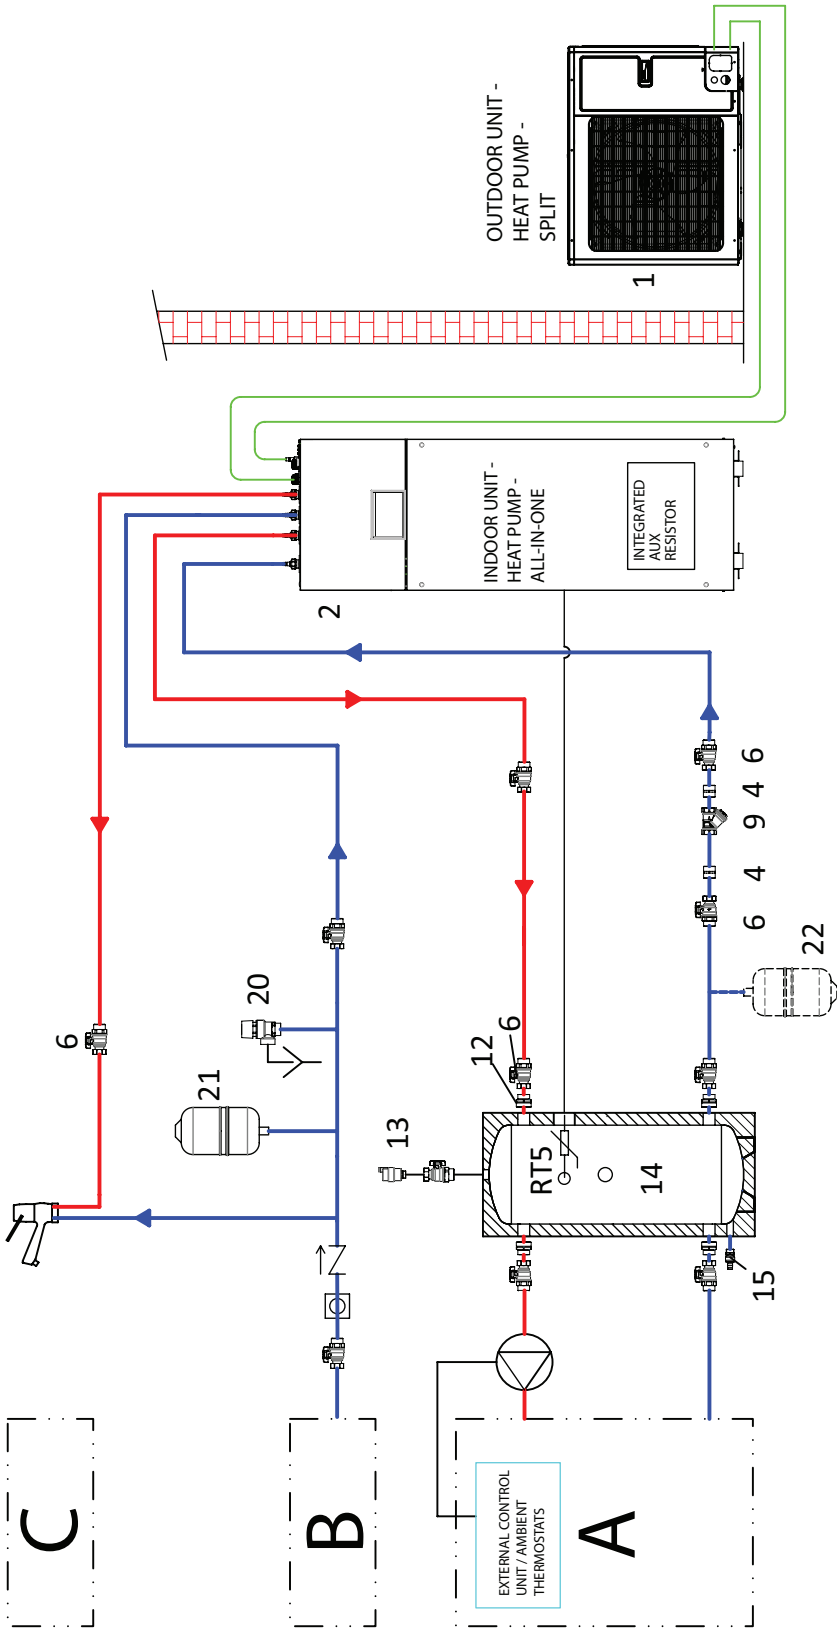 C
6
21
20
B
2
13
12
6
OUTDOOR UNIT -
HEAT PUMP -
SPLIT
INDOOR UNIT -
HEAT PUMP -
ALL-IN-ONE
EXTERNAL CONTROL
UNIT / AMBIENT
THERMOSTATS
RT5
A
INTEGRATED
AUX
RESISTOR
1
14
15
6 4 9 4 6
22